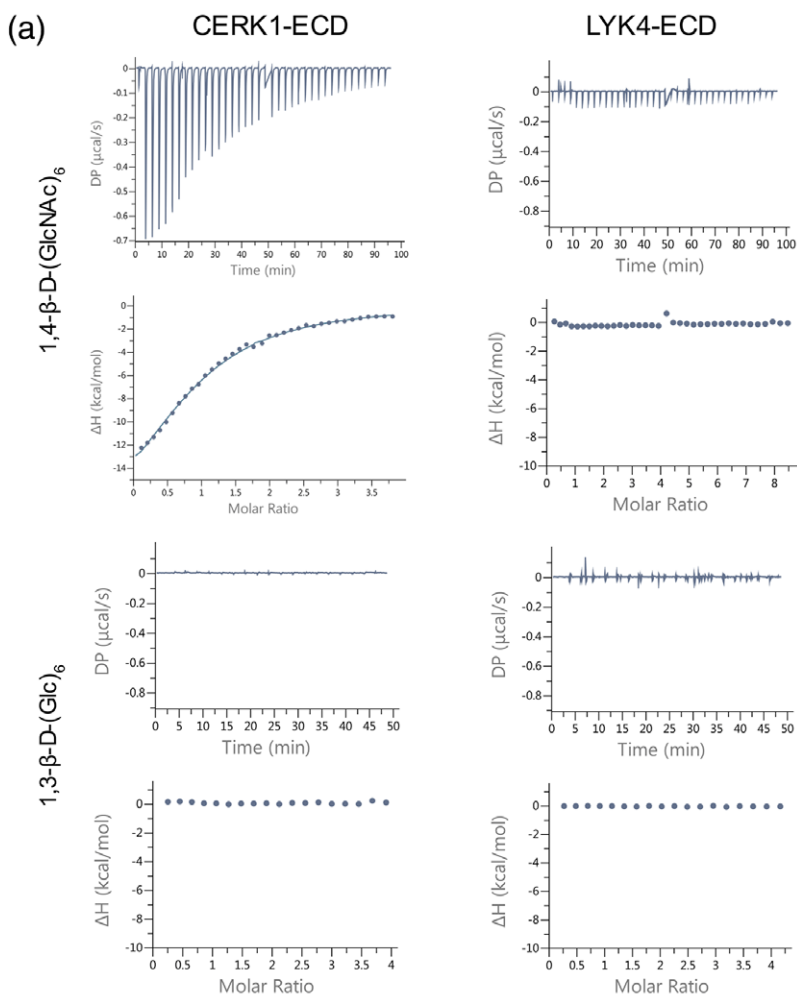 (a)
CERK1-ECD
LYK4-ECD
1,4-β-D-(GlcNAc)6
DP (µcal/s)
0
-0.1
-0.2
-0.3
-0.4
-0.5
-0.6
-0.7
0 10 20 30 40 50 60 70 80 90 100
Time (min)
DP (µcal/s)
0
-0.2
-0.4
-0.6
-0.8
0 10 20 30 40 50 60 70 80 90 100
Time (min)
ΔH (kcal/mol)
0
-2
-4
-6
-8
-10
-12
-14
0 0.5 1 1.5 2 2.5 3 3.5
Molar Ratio
ΔH (kcal/mol)
0
-2
-4
-6
-8
-10
0 1 2 3 4 5 6 7 8
Molar Ratio
1,3-β-D-(Glc)6
DP (µcal/s)
0
-0.2
-0.4
-0.6
-0.8
0 5 10 15 20 25 30 35 40 45 50
Time (min)
DP (µcal/s)
0
-0.2
-0.4
-0.6
-0.8
0 5 10 15 20 25 30 35 40 45 50
Time (min)
ΔH (kcal/mol)
0
-2
-4
-6
-8
-10
0 0.5 1 1.5 2 2.5 3 3.5 4
Molar Ratio
ΔH (kcal/mol)
0
-2
-4
-6
-8
-10
0 0.5 1 1.5 2 2.5 3 3.5 4
Molar Ratio